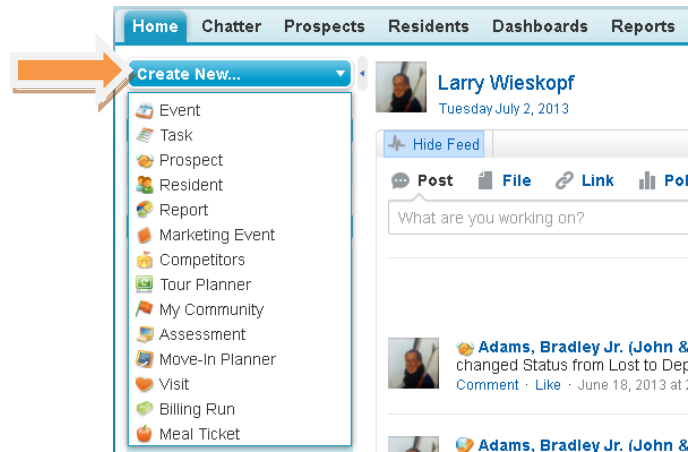 Home Chatter Prospects Residents Dashboards Reports
Create New...
Event
Task
Prospect
Resident
Report
Marketing Event
Competitors
Tour Planner
My Community
Assessment
Move-In Planner
Visit
Billing Run
Meal Ticket
Larry Wieskopf
Tuesday July 2, 2013
Hide Feed
Post File Link Pol
What are you working on?
Adams, Bradley Jr. (John &
changed Status from Lost to Dep
Comment · Like · June 18, 2013 at 2
Adams, Bradley Jr. (John &